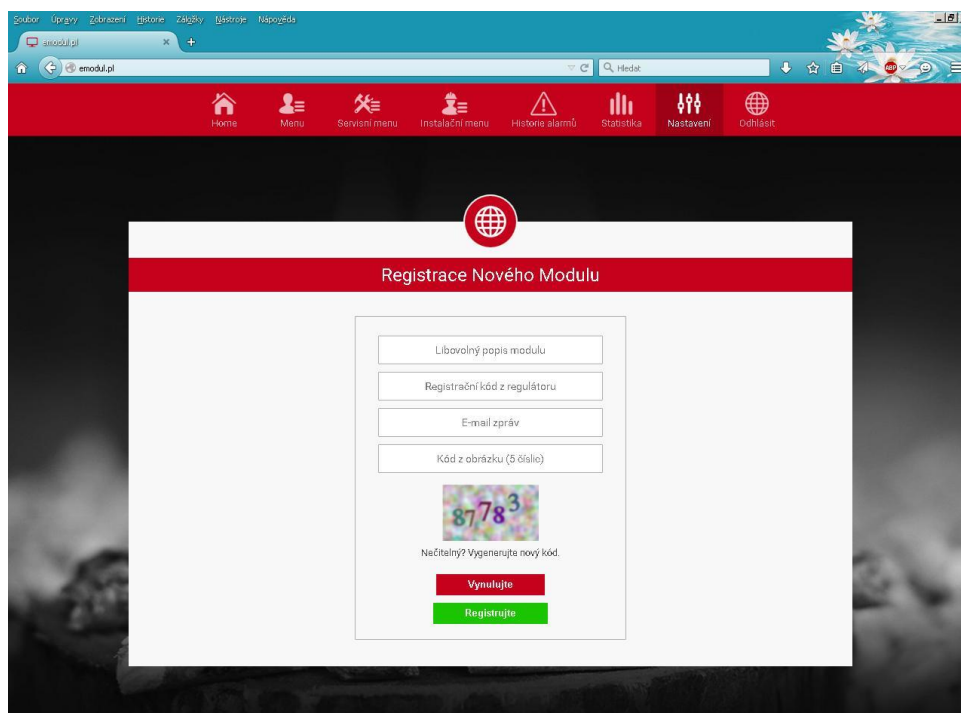 Soubor Úpravy Zobrazení Historie Záložky Nástroje Nápověda
emodul.pl × +
emodul.pl Hledat ABP
Home Menu Servisní menu Instalační menu Historie alarmů Statistika Nastavení Odhlásit
Registrace Nového Modulu
Libovolný popis modulu
Registrační kód z regulátoru
E-mail zpráv
Kód z obrázku (5 číslic)
87783
Nečitelný? Vygenerujte nový kód.
Vynulujte
Registrujte